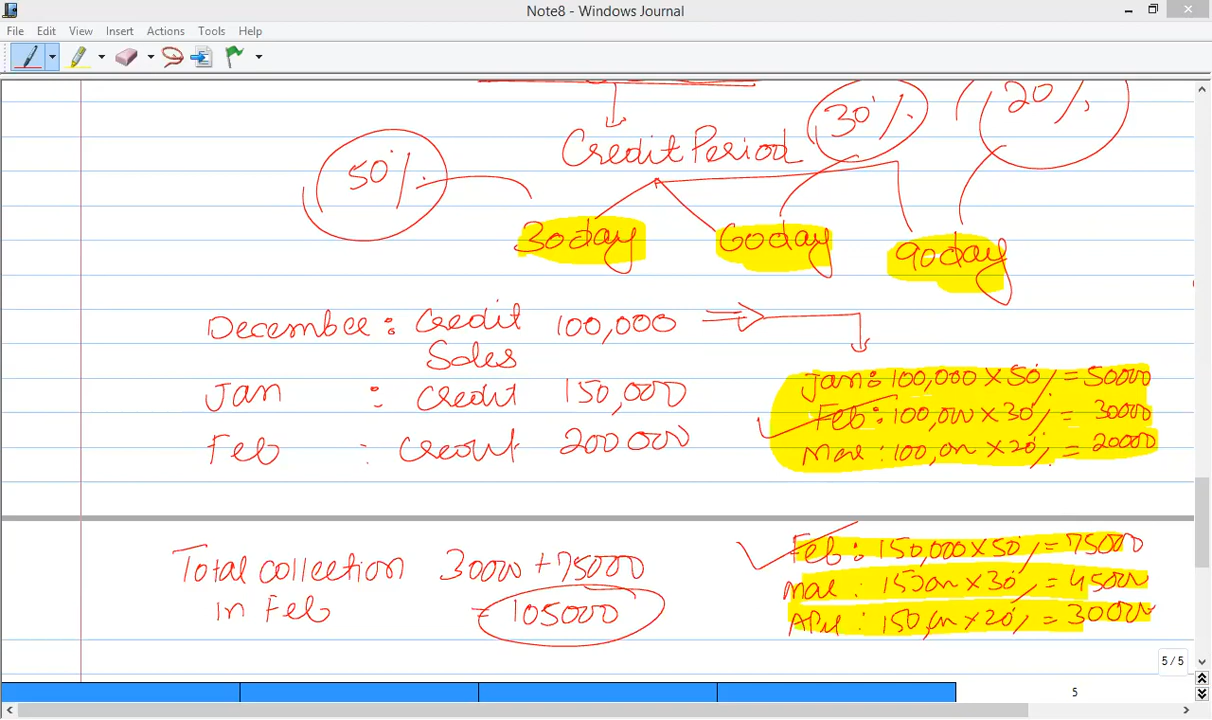 Note8 - Windows Journal
File Edit View Insert Actions Tools Help
50% 30% 20%
Credit Period
30day 60day 90day
December : Credit Sales 100,000
Jan : Credit 150,000
Feb : Credit 200000
Jan : 100,000 X 50% = 50000
Feb : 100,000 X 30% = 30000
Mar : 100,000 X 20% = 20000
Total collection in Feb 30000 + 75000
= 105000
Feb : 150,000 X 50% = 75000
Mar : 150000 X 30% = 45000
April : 150,000 X 20% = 30000
5 / 5
5